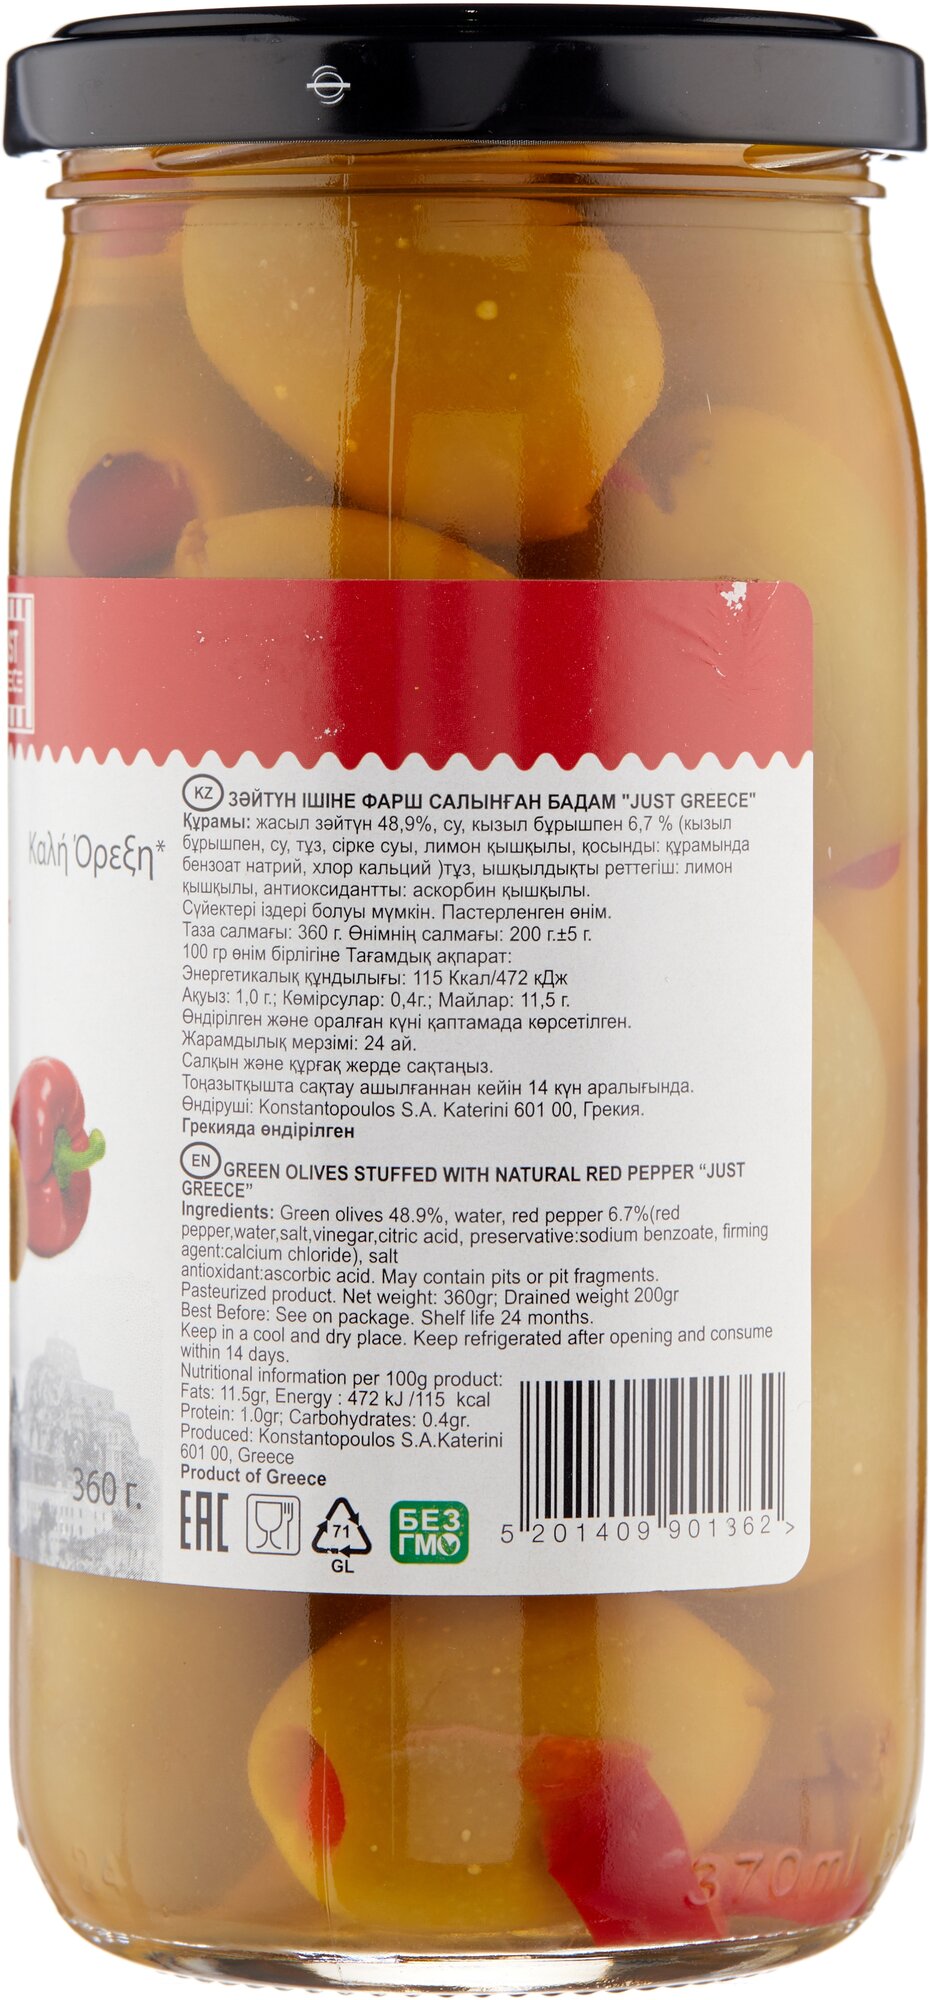 Καλή Όρεξη*
KZ ЗӘЙТҮН ІШІНЕ ФАРШ САЛЫНҒАН БАДАМ "JUST GREECE"
Құрамы: жасыл зәйтүн 48,9%, су, кызыл бұрышпен 6,7 % (кызыл
бұрышпен, су, тұз, сірке суы, лимон қышқылы, қосынды: құрамында
бензоат натрий, хлор кальций )тұз, ышқылдықты реттегіш: лимон
қышқылы, антиоксидантты: аскорбин қышқылы.
Сүйектері іздері болуы мүмкін. Пастерленген өнім.
Таза салмағы: 360 г. Өнімнің салмағы: 200 г.±5 г.
100 гр өнім бірлігіне Тағамдық ақпарат:
Энергетикалық құндылығы: 115 Ккал/472 кДж
Ақуыз: 1,0 г.; Көмірсулар: 0,4г.; Майлар: 11,5 г.
Өндірілген және оралған күні қаптамада көрсетілген.
Жарамдылық мерзімі: 24 ай.
Салқын және құрғақ жерде сақтаңыз.
Тоңазытқышта сақтау ашылғаннан кейін 14 күн аралығында.
Өндіруші: Konstantopoulos S.A. Katerini 601 00, Грекия.
Грекияда өндірілген
EN GREEN OLIVES STUFFED WITH NATURAL RED PEPPER “JUST
GREECE”
Ingredients: Green olives 48.9%, water, red pepper 6.7%(red
pepper,water,salt,vinegar,citric acid, preservative:sodium benzoate, firming
agent:calcium chloride), salt
antioxidant:ascorbic acid. May contain pits or pit fragments.
Pasteurized product. Net weight: 360gr; Drained weight 200gr
Best Before: See on package. Shelf life 24 months.
Keep in a cool and dry place. Keep refrigerated after opening and consume
within 14 days.
Nutritional information per 100g product:
Fats: 11.5gr, Energy : 472 kJ /115 kcal
Protein: 1.0gr; Carbohydrates: 0.4gr.
Produced: Konstantopoulos S.A.Katerini
601 00, Greece
Product of Greece
360 г.
EAC
71
GL
БЕЗ
ГМО
5 201409 901362 >
370ml